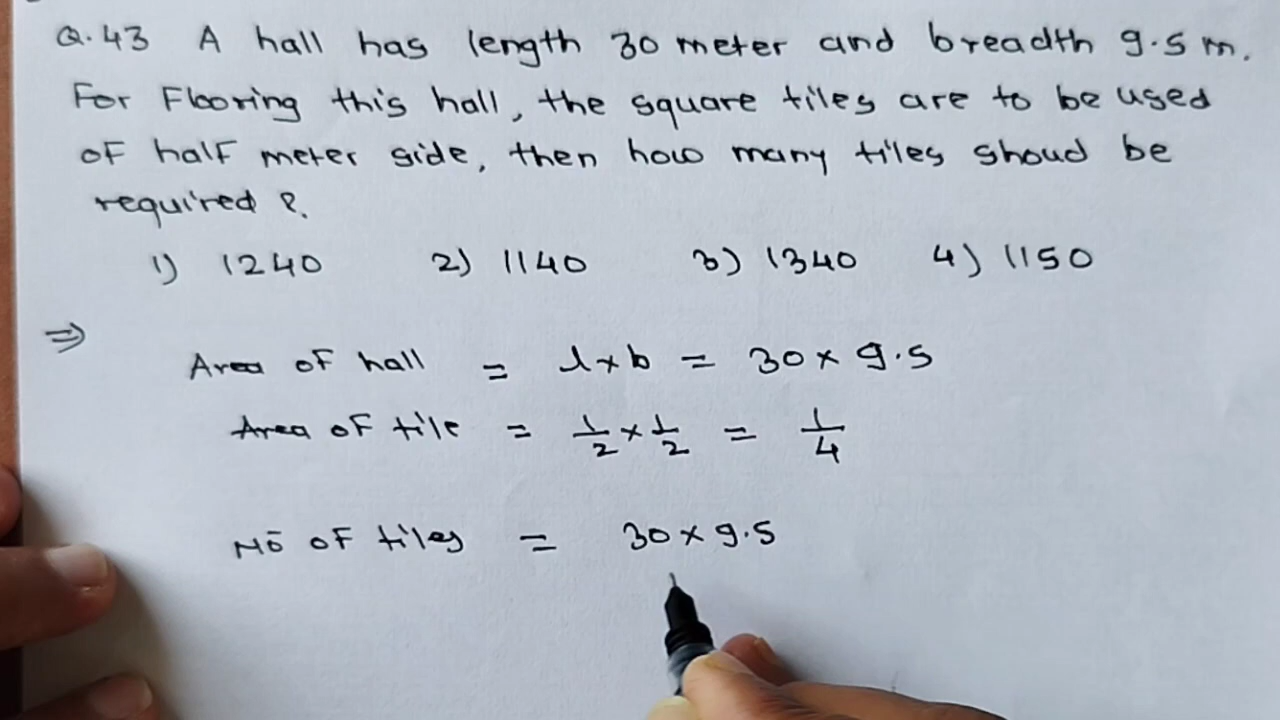 Q.43 A hall has length 30 meter and breadth 9.5 m.
For Flooring this hall, the square tiles are to be used
of half meter side, then how many tiles shoud be
required ?.
1) 1240 2) 1140 3) 1340 4) 1150
⇒
Area of hall = l×b = 30×9.5
Area of tile = 1/2 × 1/2 = 1/4
No of tiles = 30×9.5